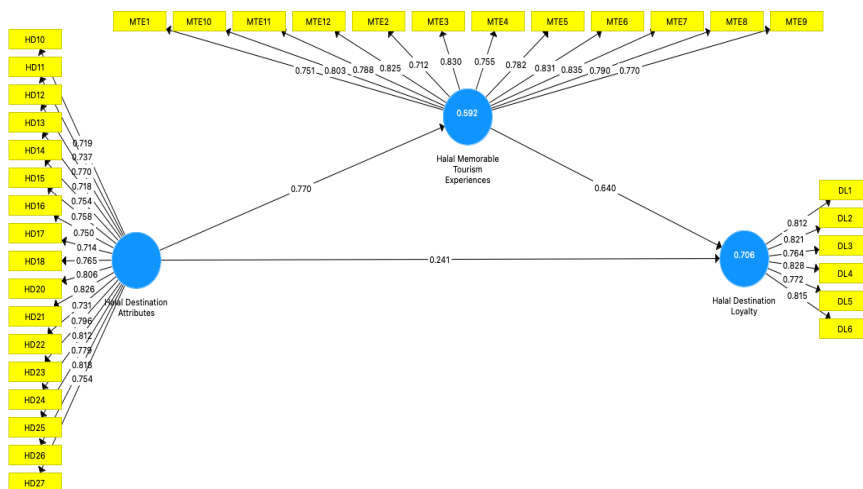 MTE1 MTE10 MTE11 MTE12 MTE2 MTE3 MTE4 MTE5 MTE6 MTE7 MTE8 MTE9
0.751 0.803 0.788 0.825 0.712 0.830 0.755 0.782 0.831 0.835 0.790 0.770
0.592
Halal Memorable
Tourism
Experiences
HD10
HD11
HD12
HD13
HD14
HD15
HD16
HD17
HD18
HD20
HD21
HD22
HD23
HD24
HD25
HD26
HD27
0.719
0.737
0.770
0.718
0.754
0.758
0.750
0.714
0.765
0.806
0.826
0.731
0.796
0.812
0.779
0.818
0.754
Halal Destination
Attributes
0.770
0.640
0.241
0.706
Halal Destination
Loyalty
0.812
0.821
0.764
0.828
0.772
0.815
DL1
DL2
DL3
DL4
DL5
DL6